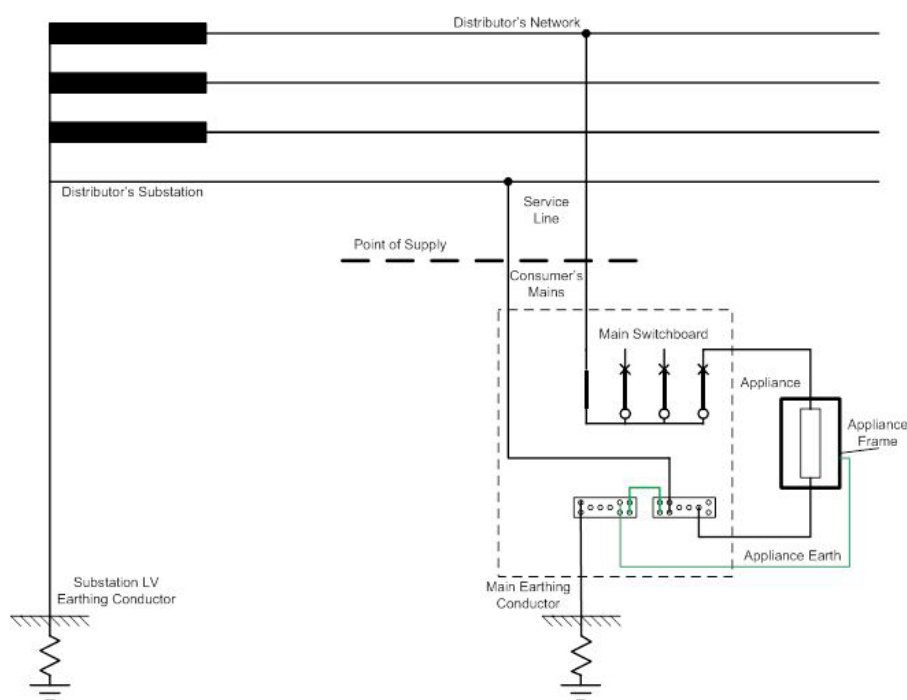 Distributor's Network
Distributor's Substation
Service
Line
Point of Supply
Consumer's
Mains
Main Switchboard
Appliance
Appliance
Frame
Appliance Earth
Substation LV
Earthing Conductor
Main Earthing
Conductor